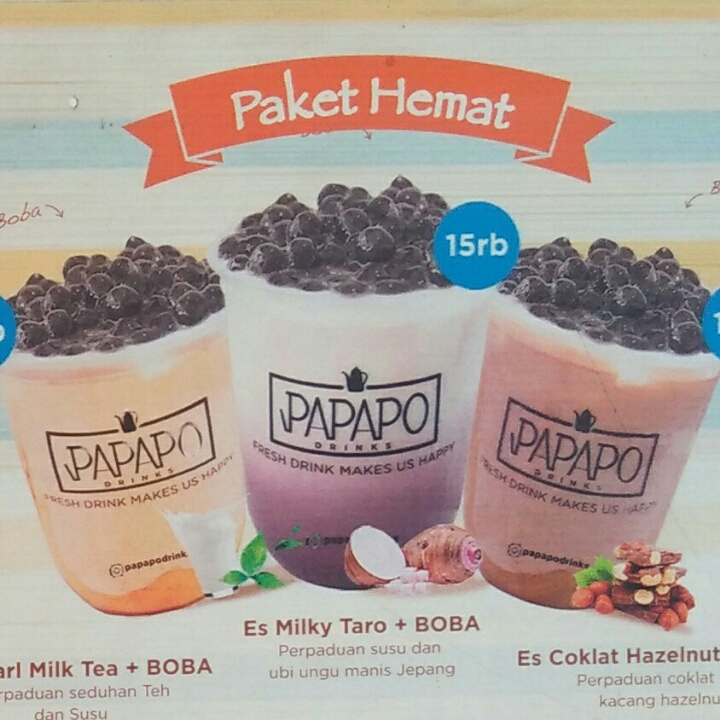 Paket Hemat
Boba
15rb
PAPAPO
DRINKS
FRESH DRINK MAKES US HAPPY
papapodrink
PAPAPO
DRINKS
FRESH DRINK MAKES US HAPPY
PAPAPO
DRINKS
FRESH DRINK MAKES US HAPPY
papapodrinks
Es Milky Taro + BOBA
Perpaduan susu dan
ubi ungu manis Jepang
arl Milk Tea + BOBA
rpaduan seduhan Teh
dan Susu
Es Coklat Hazelnut
Perpaduan coklat
kacang hazelnu